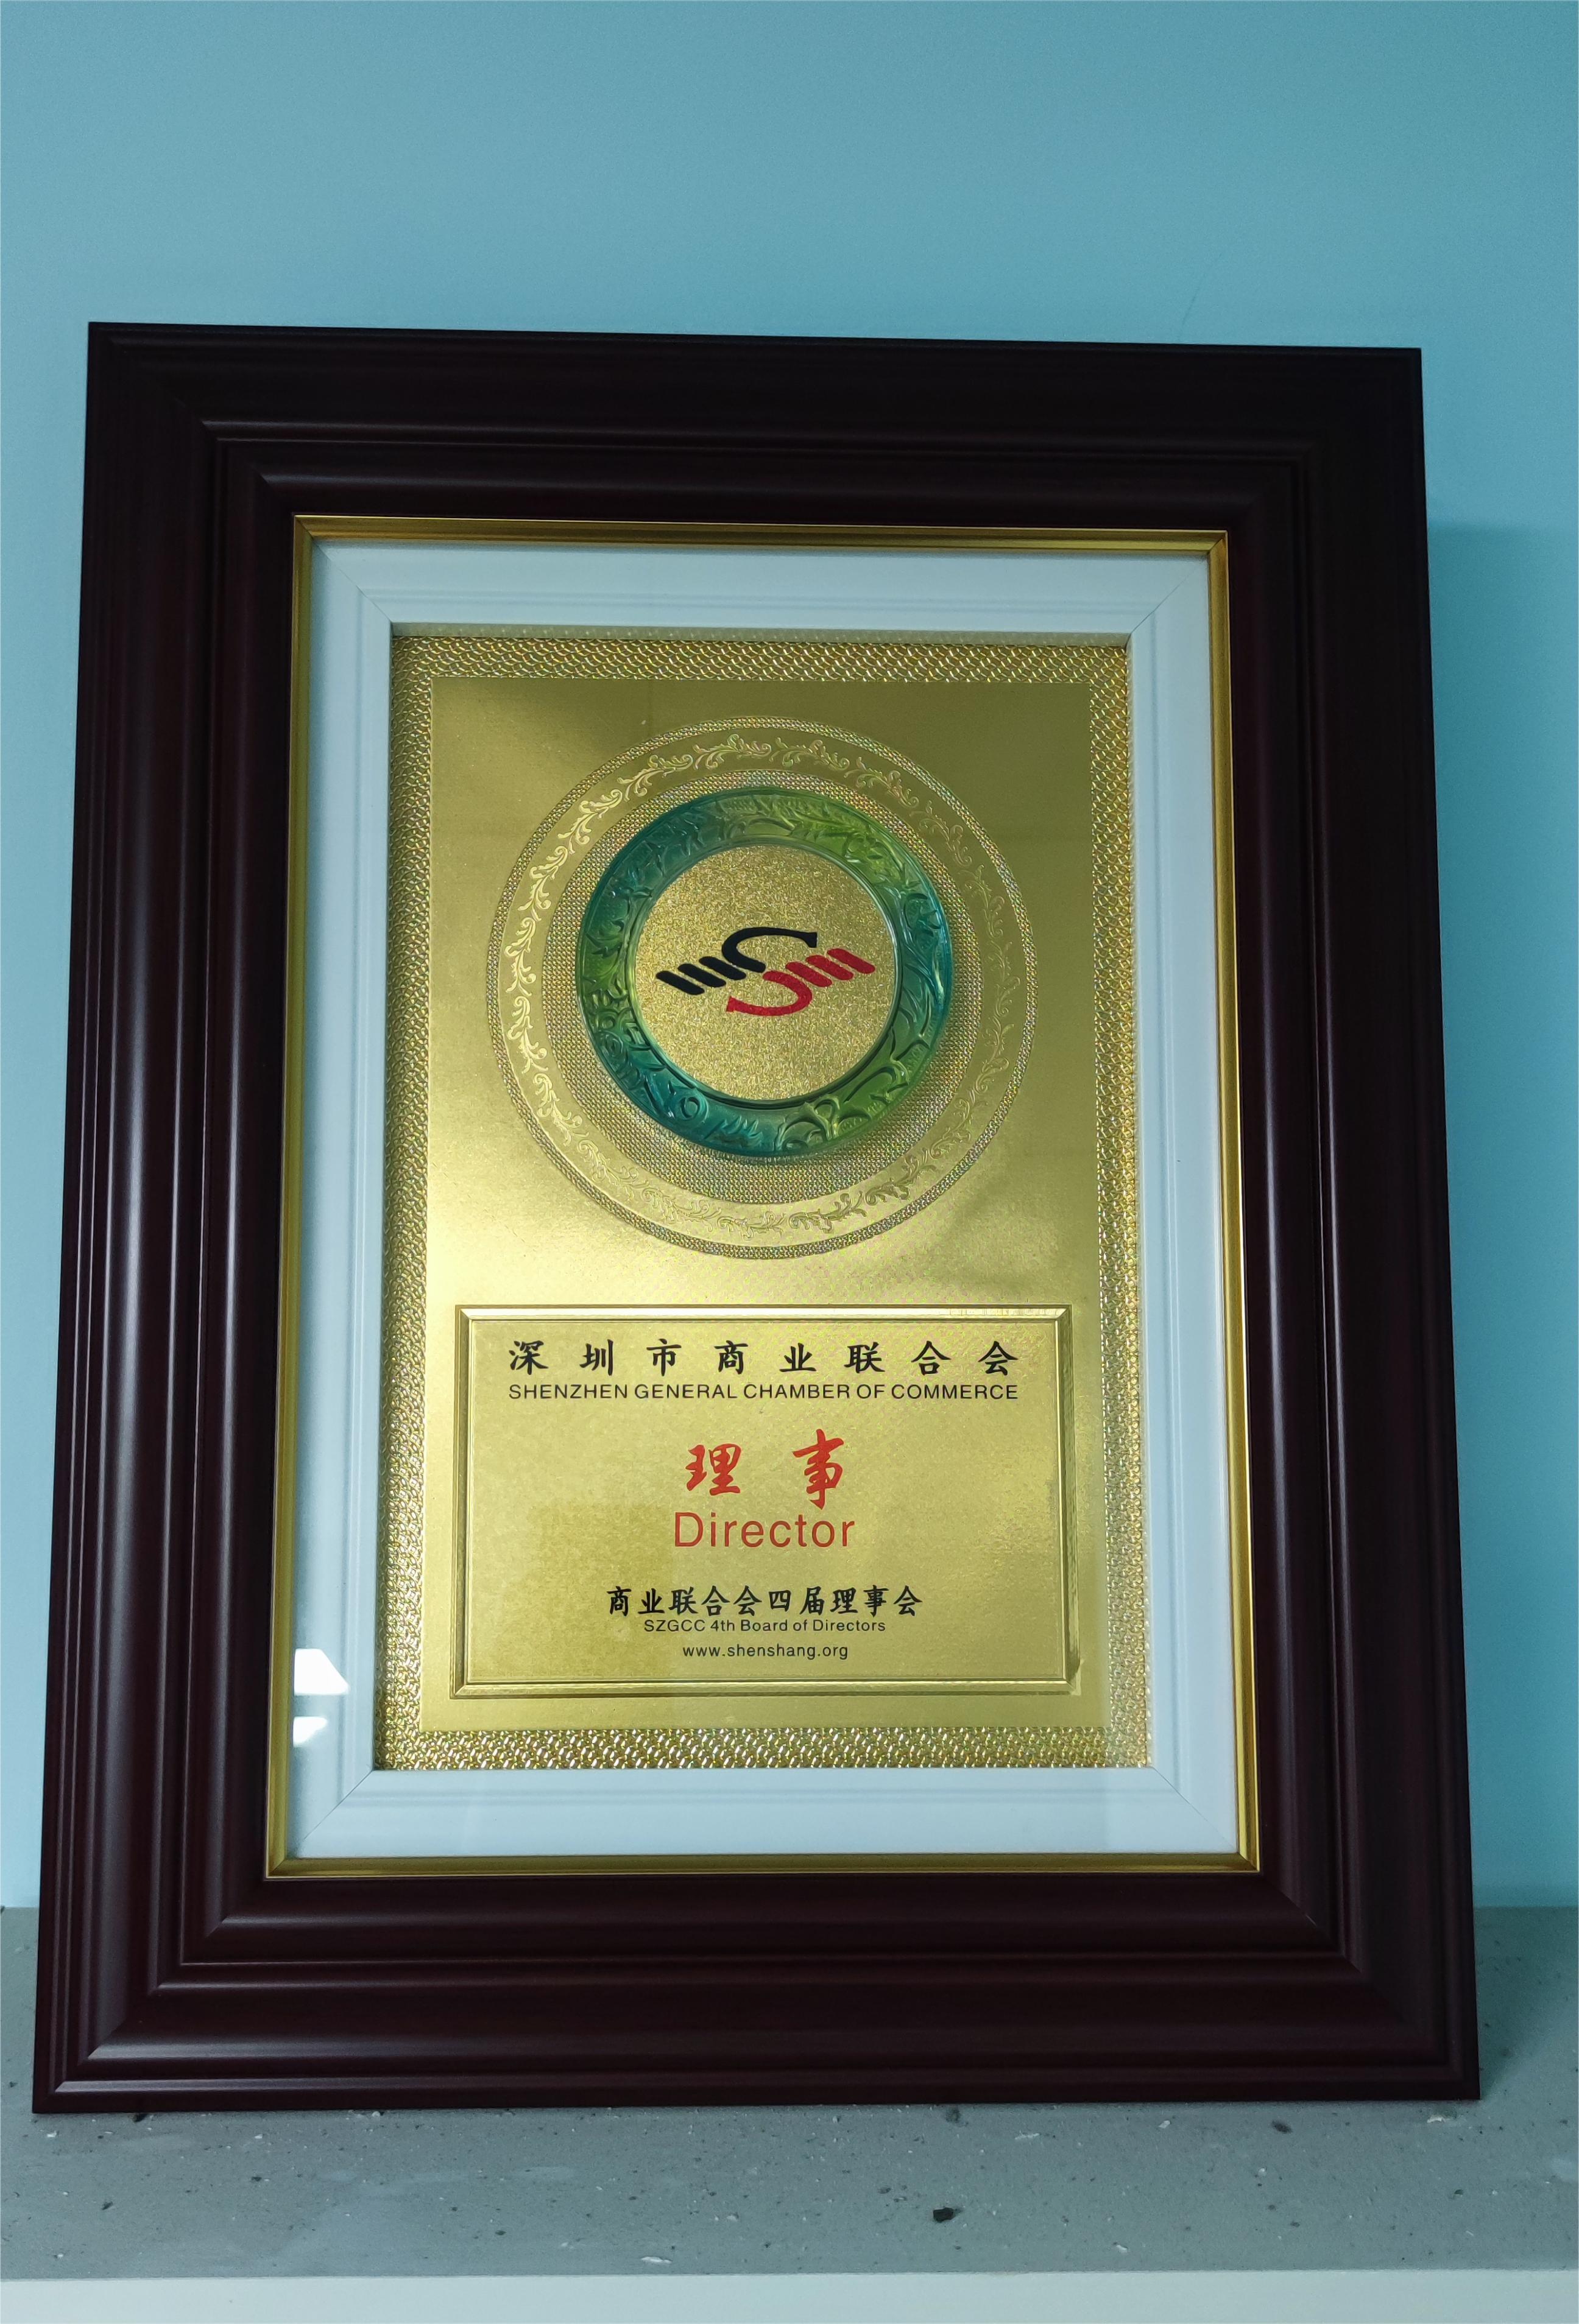 深圳市商业联合会
SHENZHEN GENERAL CHAMBER OF COMMERCE
理事
Director
商业联合会四届理事会
SZGCC 4th Board of Directors
www.shenshang.org